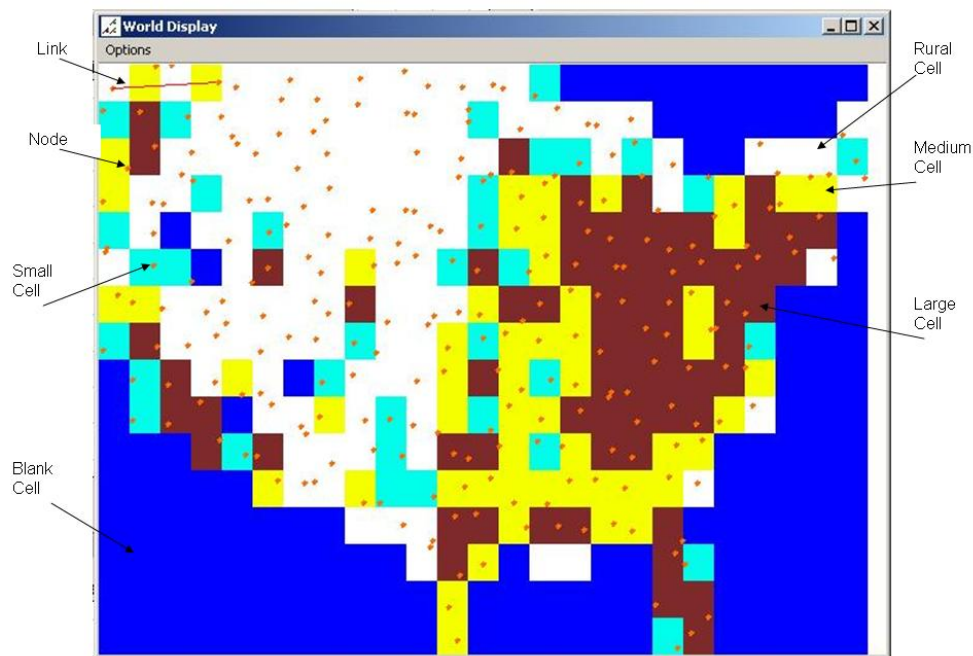 World Display
Options
Link
Node
Small
Cell
Blank
Cell
Rural
Cell
Medium
Cell
Large
Cell